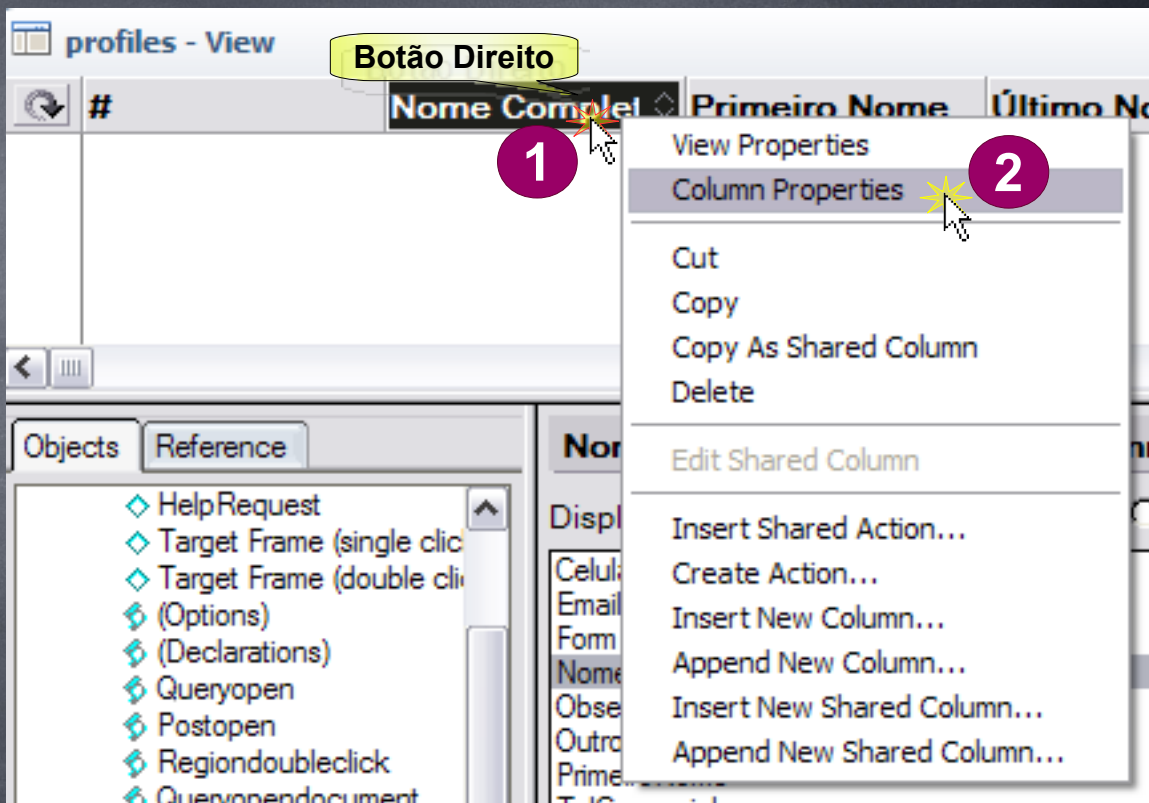 profiles - View
Botão Direito
# Nome Complet Primeiro Nome Último No
1
2
View Properties
Column Properties
Cut
Copy
Copy As Shared Column
Delete
Edit Shared Column
Insert Shared Action...
Create Action...
Insert New Column...
Append New Column...
Insert New Shared Column...
Append New Shared Column...
Objects Reference
HelpRequest
Target Frame (single clic
Target Frame (double cli
(Options)
(Declarations)
Queryopen
Postopen
Regiondoubleclick
Queryopendocument
Nor
Displ
Celula
Email
Form
Nome
Obse
Outro